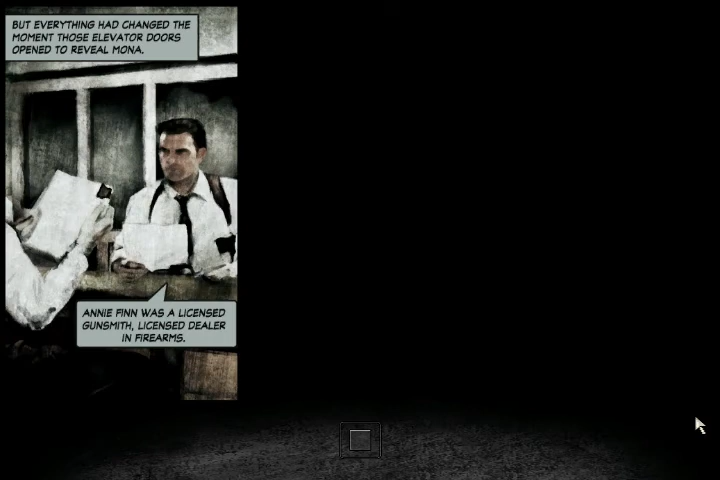 BUT EVERYTHING HAD CHANGED THE
MOMENT THOSE ELEVATOR DOORS
OPENED TO REVEAL MONA.
ANNIE FINN WAS A LICENSED
GUNSMITH, LICENSED DEALER
IN FIREARMS.